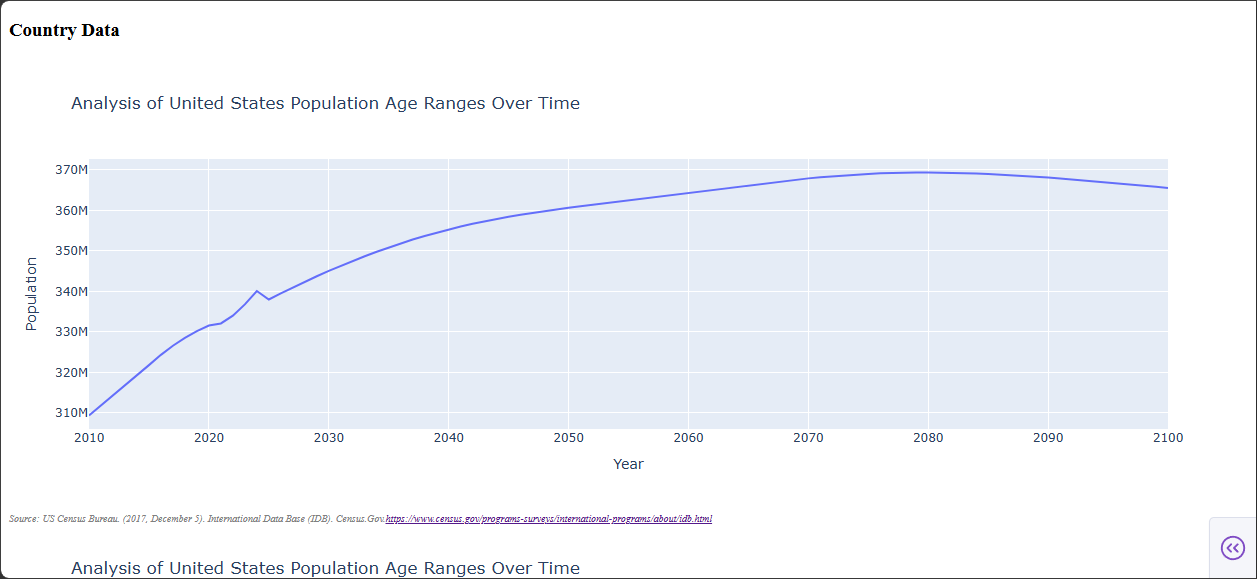 Country Data
Analysis of United States Population Age Ranges Over Time
370M
360M
350M
340M
330M
320M
310M
Population
2010 2020 2030 2040 2050 2060 2070 2080 2090 2100
Year
Source: US Census Bureau. (2017, December 5). International Data Base (IDB). Census.Gov.https://www.census.gov/programs-surveys/international-programs/about/idb.html
Analysis of United States Population Age Ranges Over Time